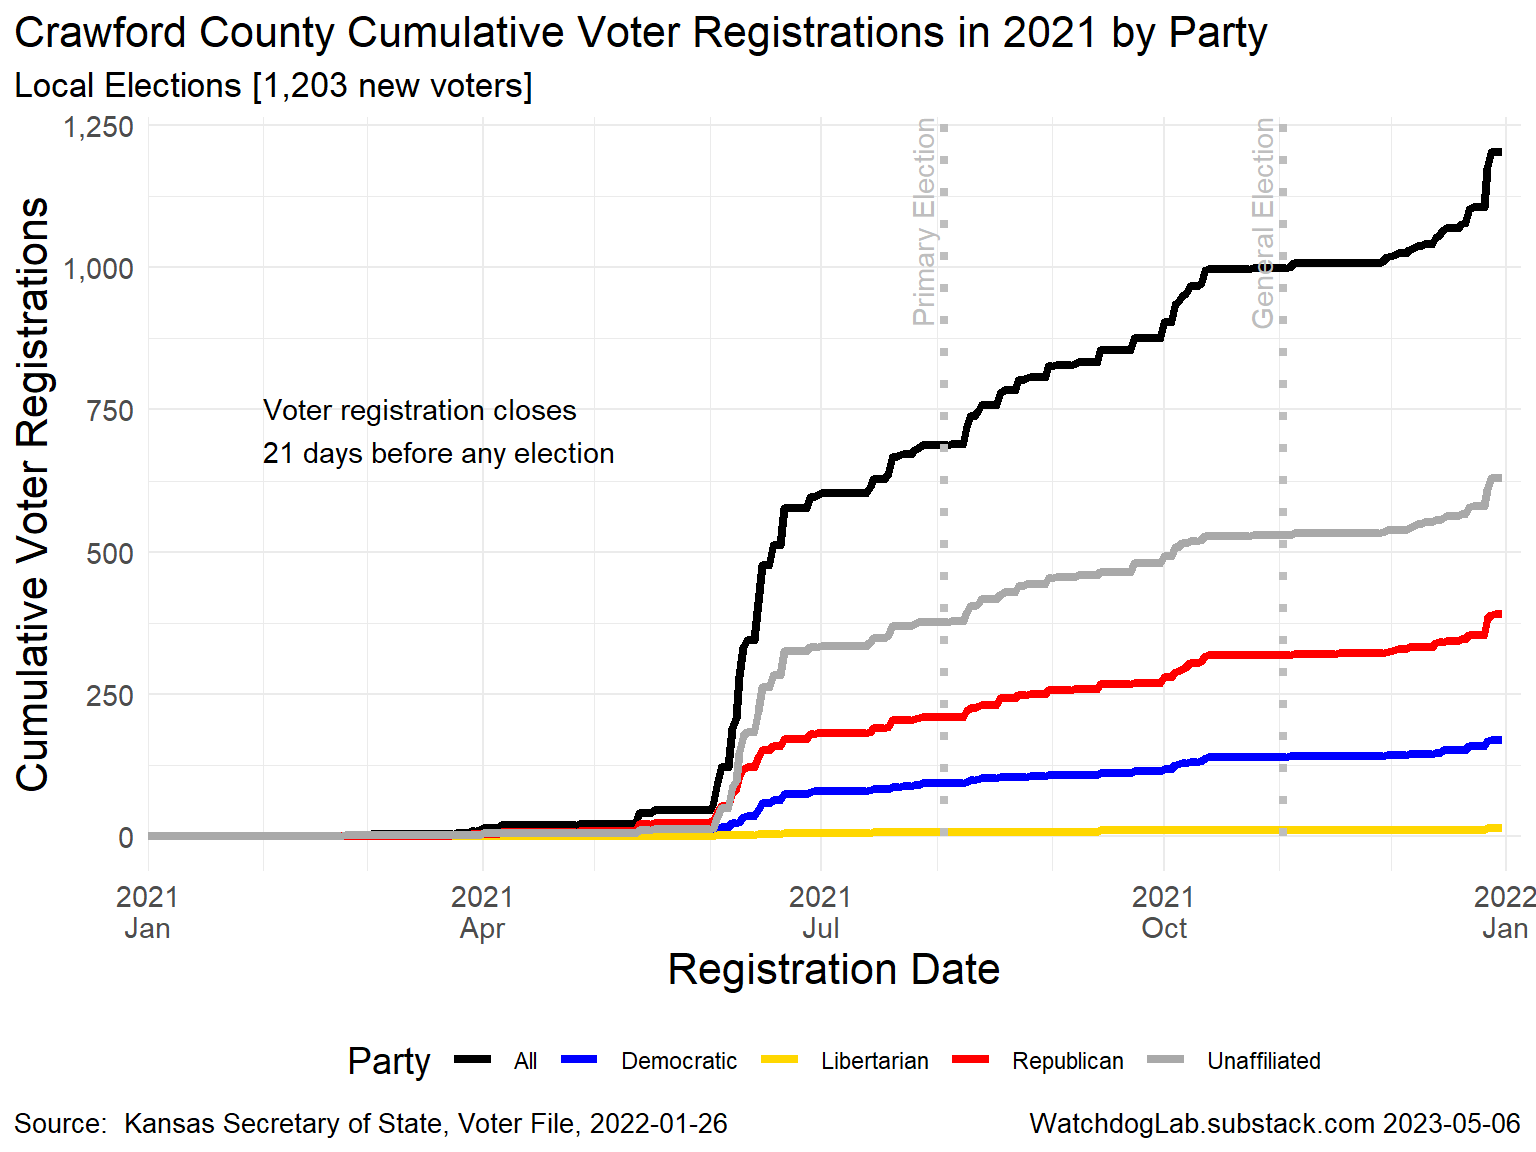 Crawford County Cumulative Voter Registrations in 2021 by Party
Local Elections [1,203 new voters]
Cumulative Voter Registrations
1,250
1,000
750
500
250
0
Primary Election
General Election
Voter registration closes
21 days before any election
2021 2021 2021 2021 2022
Jan Apr Jul Oct Jan
Registration Date
Party All Democratic Libertarian Republican Unaffiliated
Source:  Kansas Secretary of State, Voter File, 2022-01-26
WatchdogLab.substack.com 2023-05-06